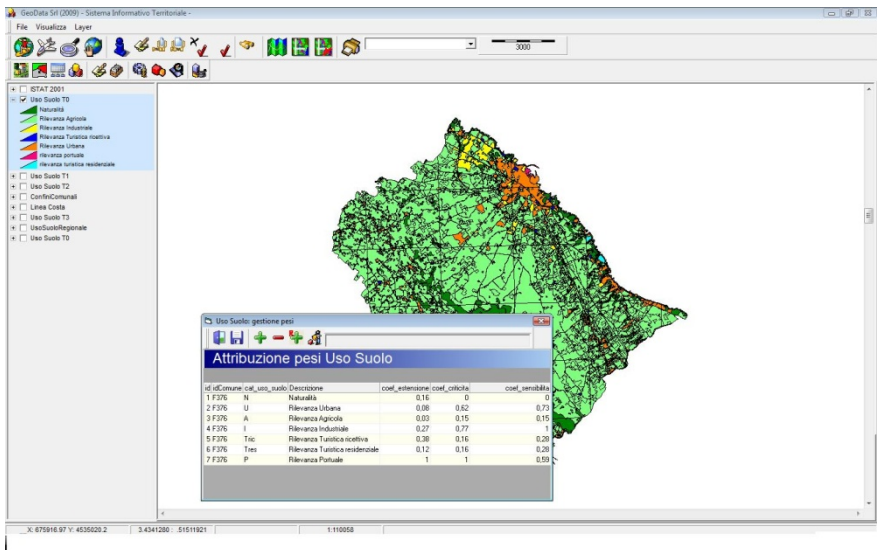 GeoData Srl (2009) - Sistema Informativo Territoriale -
File Visualizza Layer
3000
ISTAT 2001
Uso Suolo T0
Naturalità
Rilevanza Agricola
Rilevanza Industriale
Rilevanza Turistica ricettiva
Rilevanza Urbana
rilevanza portuale
rilevanza turistica residenziale
Uso Suolo T1
Uso Suolo T2
ConfiniComunali
Linea Costa
Uso Suolo T3
UsoSuoloRegionale
Uso Suolo T0
Uso Suolo: gestione pesi
Attribuzione pesi Uso Suolo
id idComune cat_uso_suolo Descrizione coef_estensione coef_criticita coef_sensibilita
1 F376 N Naturalità 0,16 0 0
2 F376 U Rilevanza Urbana 0,08 0,62 0,73
3 F376 A Rilevanza Agricola 0,03 0,15 0,15
4 F376 I Rilevanza Industriale 0,27 0,77 1
5 F376 Tric Rilevanza Turistica ricettiva 0,38 0,16 0,28
6 F376 Tres Rilevanza Turistica residenziale 0,12 0,16 0,28
7 F376 P Rilevanza Portuale 1 1 0,59
X: 675916.97 Y: 4535020.2 3.4341280 : .51511921 1:110058